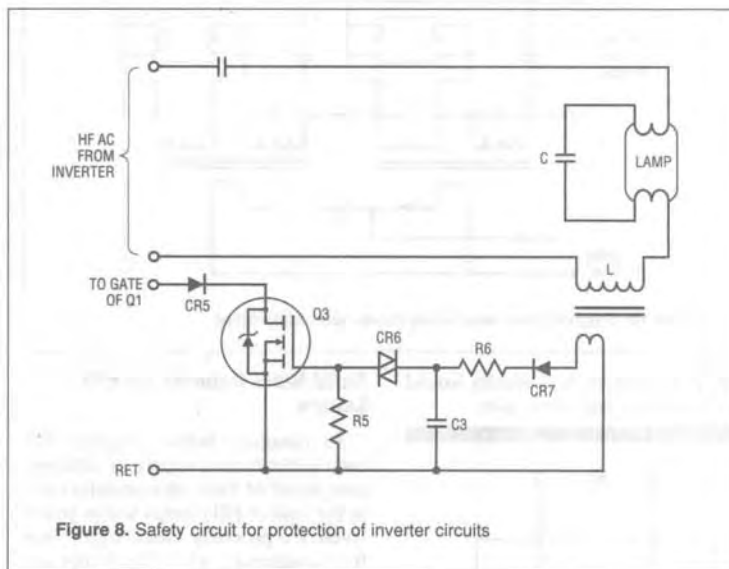 HF AC
FROM
INVERTER
C
LAMP
L
TO GATE
OF Q1
CR5
Q3
CR6
R6
CR7
R5
C3
RET
Figure 8. Safety circuit for protection of inverter circuits